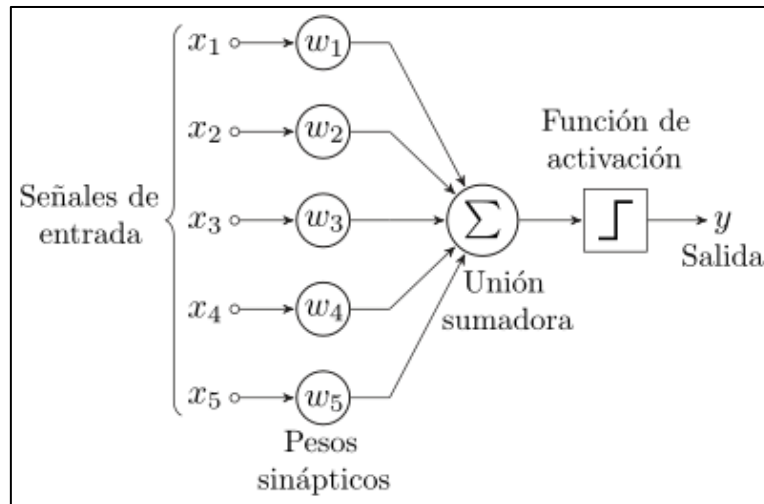 x1
w1
x2
w2
Función de
activación
Señales de
entrada
x3
w3
Σ
y
Salida
Unión
sumadora
x4
w4
x5
w5
Pesos
sinápticos